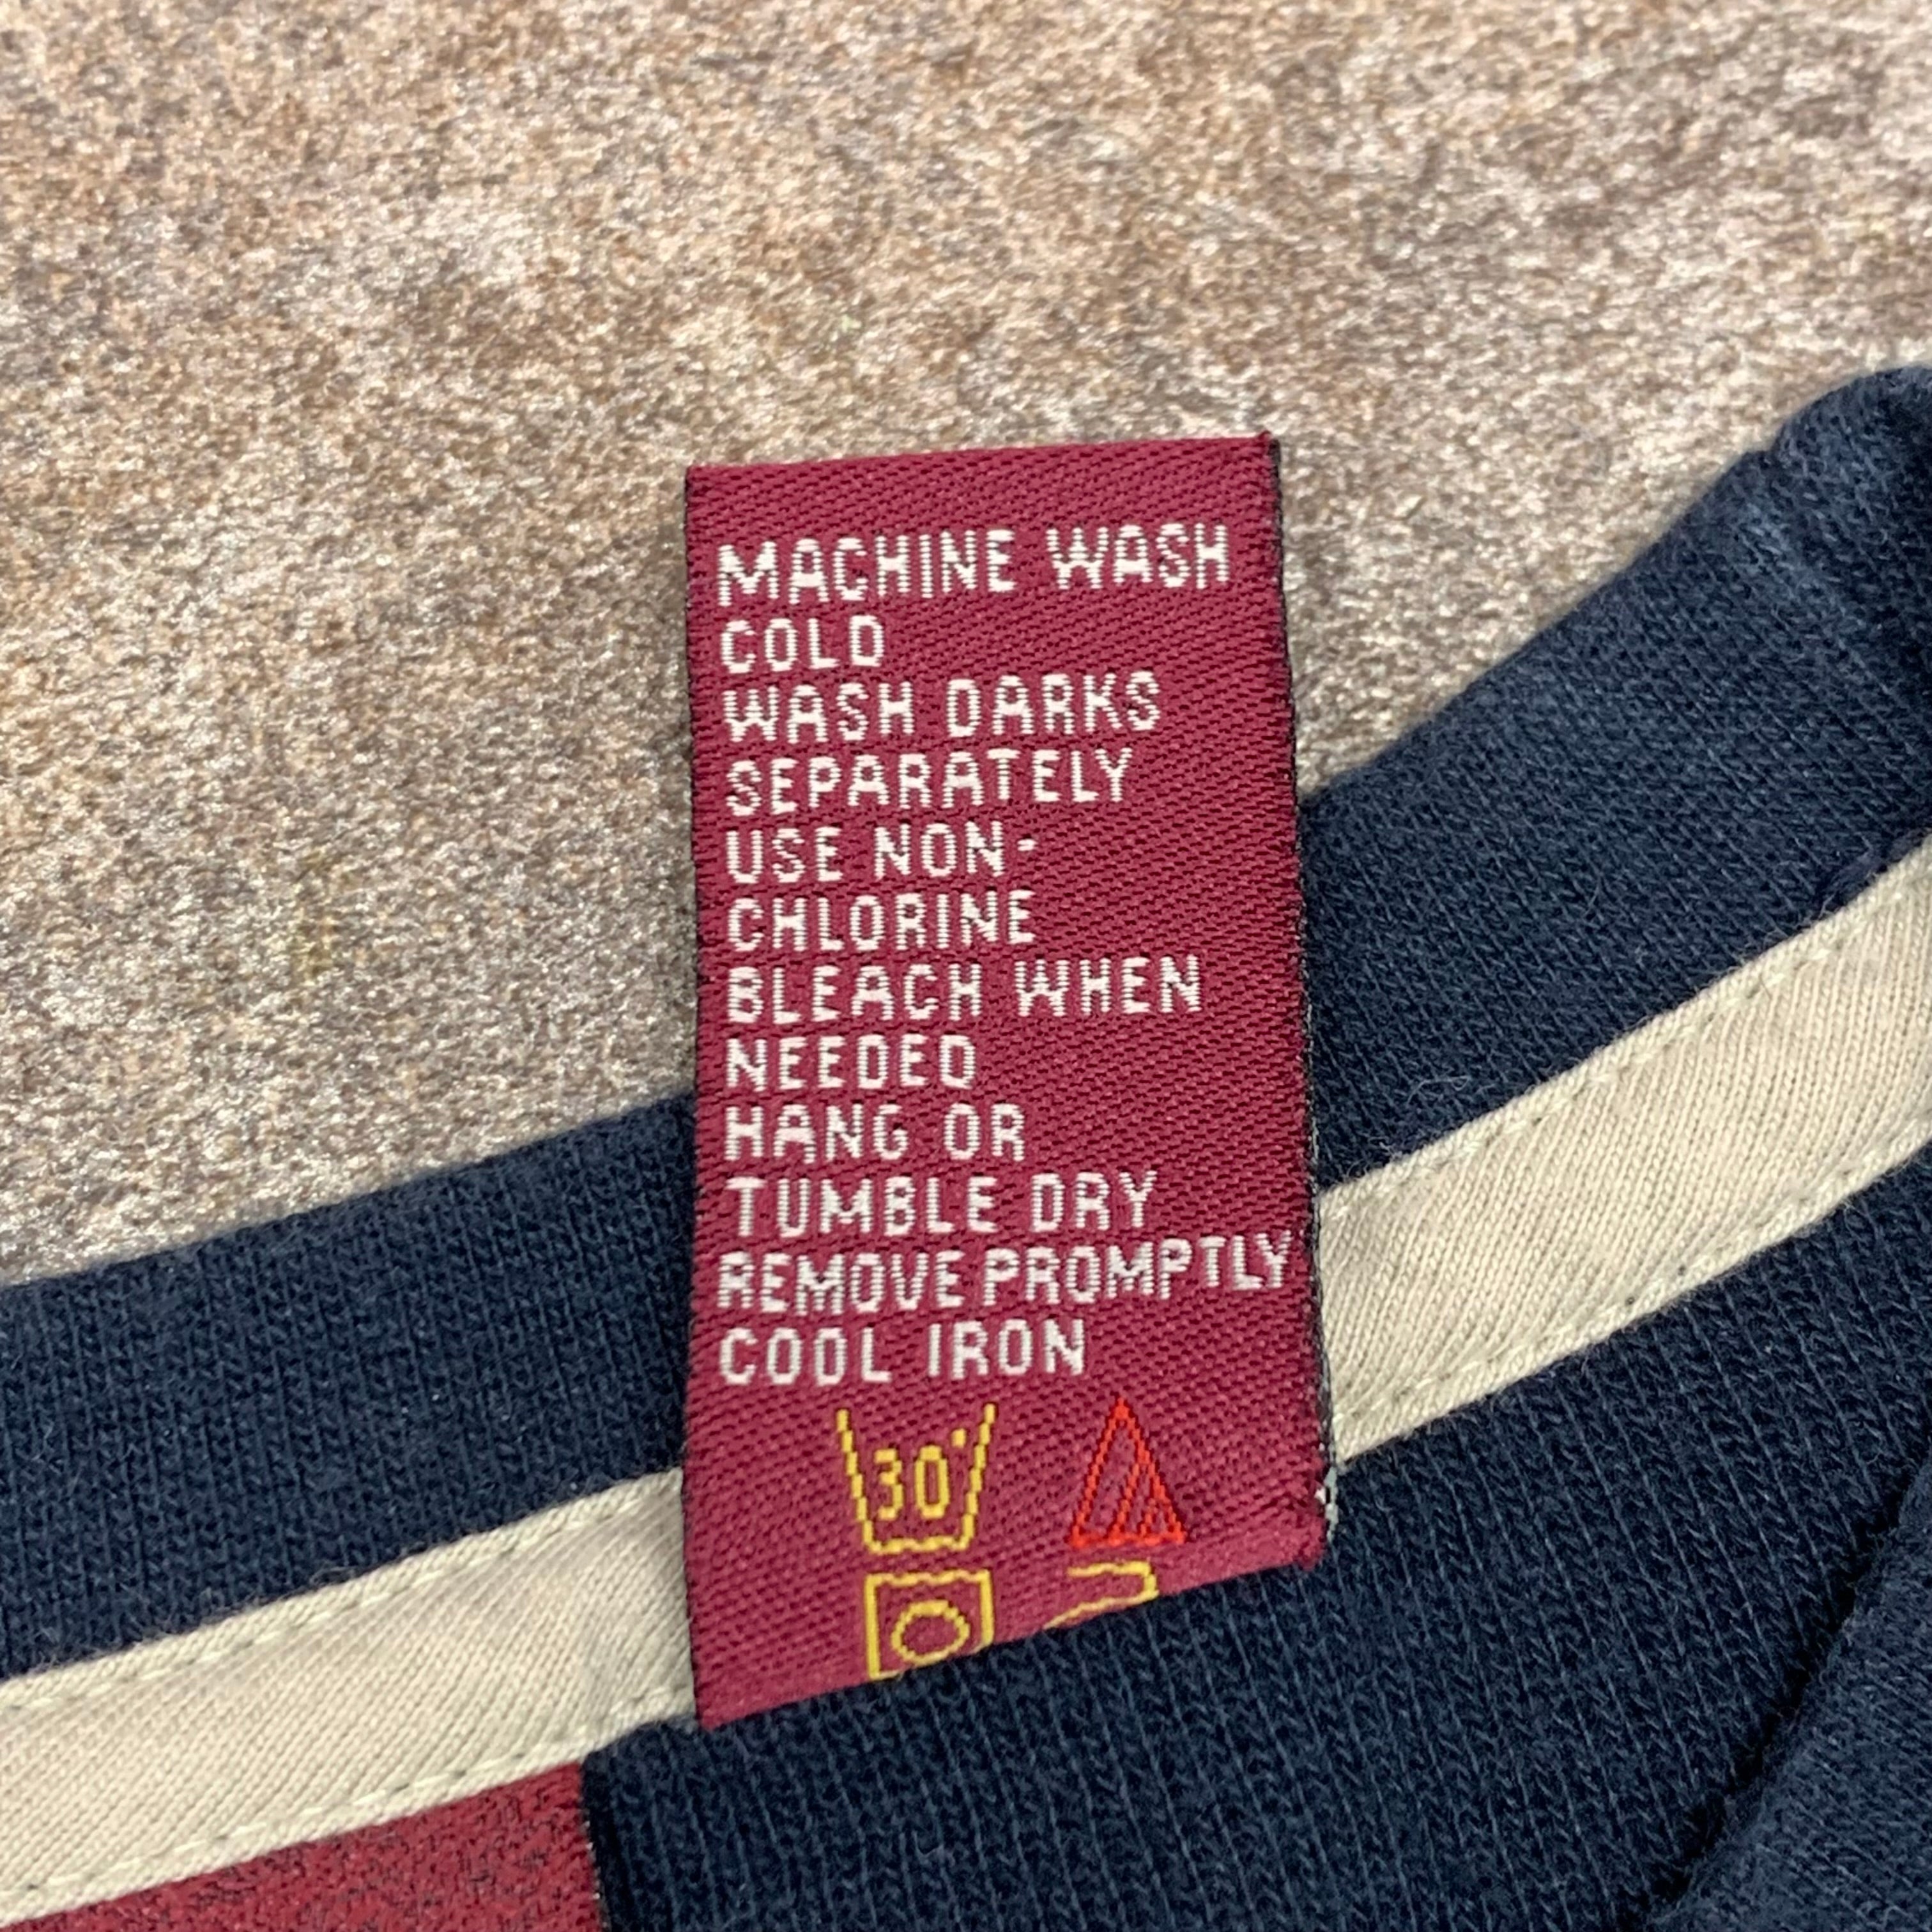 MACHINE WASH
COLD
WASH DARKS
SEPARATELY
USE NON-
CHLORINE
BLEACH WHEN
NEEDED
HANG OR
TUMBLE DRY
REMOVE PROMPTLY
COOL IRON
30°